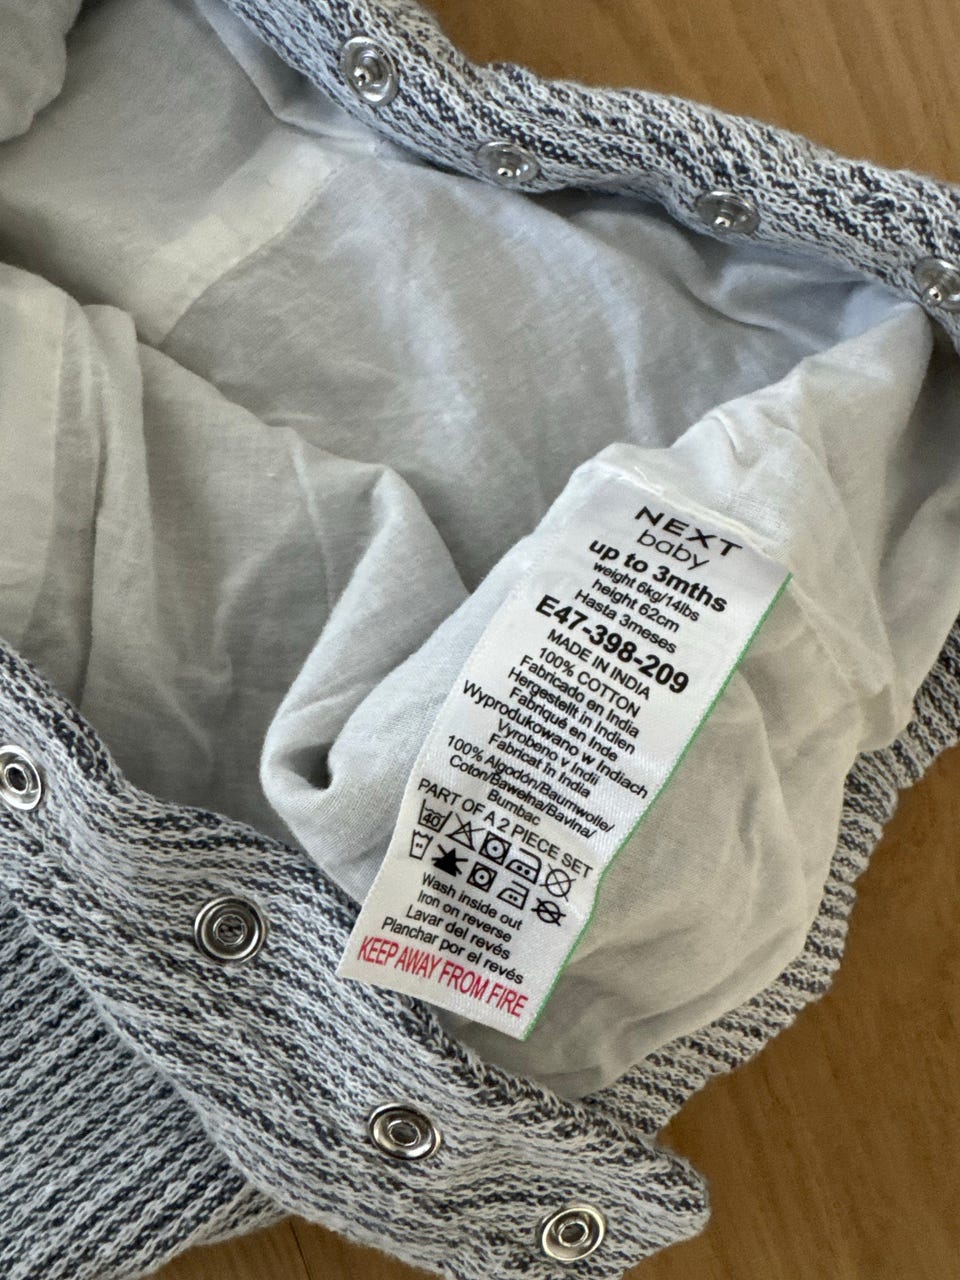 NEXT
baby
up to 3mths
weight 6kg/14lbs
height 62cm
Hasta 3meses
E47-398-209
MADE IN INDIA
100% COTTON
Fabricado en India
Hergestellt in Indien
Fabriqué en Inde
Wyprodukowano w Indiach
Vyrobeno v Indii
Fabricat în India
100% Algodón/Baumwolle/
Coton/Bawełna/Bavlna/
Bumbac
PART OF A 2 PIECE SET
40
Wash inside out
Iron on reverse
Lavar del revés
Planchar por el revés
KEEP AWAY FROM FIRE